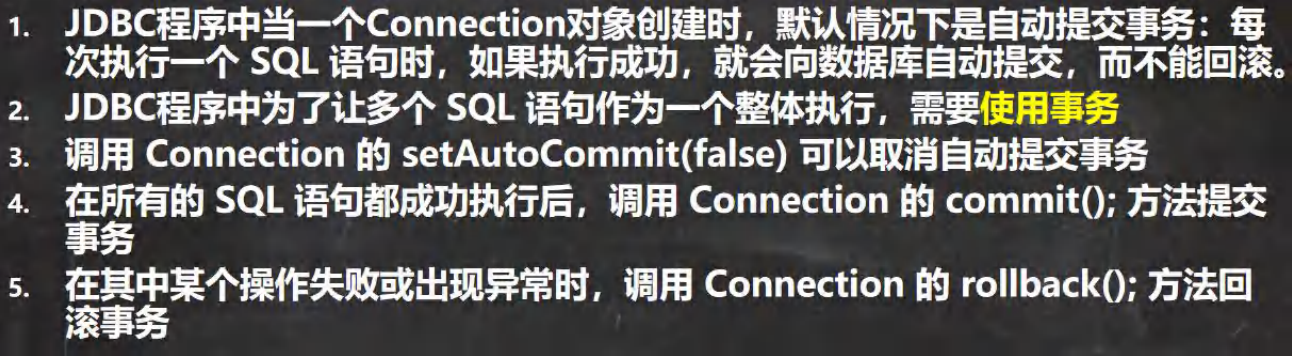 1. JDBC程序中当一个Connection对象创建时，默认情况下是自动提交事务：每
次执行一个 SQL 语句时，如果执行成功，就会向数据库自动提交，而不能回滚。
2. JDBC程序中为了让多个 SQL 语句作为一个整体执行，需要使用事务
3. 调用 Connection 的 setAutoCommit(false) 可以取消自动提交事务
4. 在所有的 SQL 语句都成功执行后，调用 Connection 的 commit(); 方法提交
事务
5. 在其中某个操作失败或出现异常时，调用 Connection 的 rollback(); 方法回
滚事务